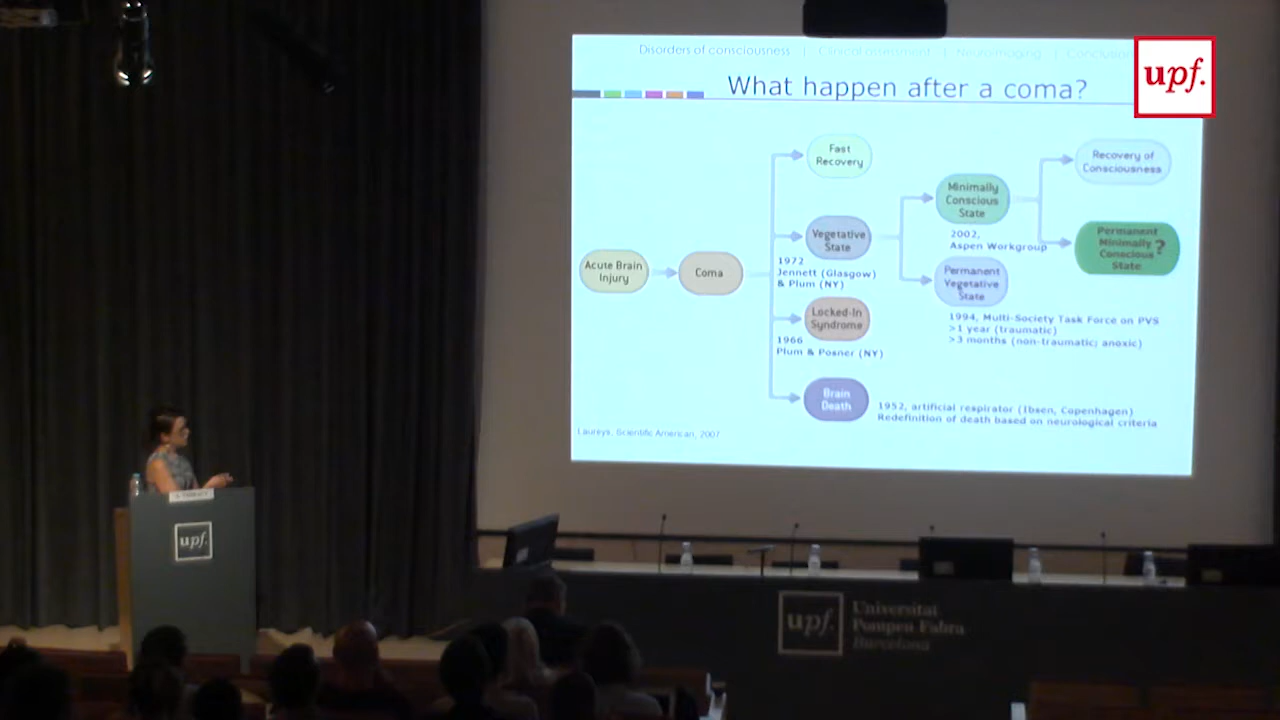 Disorders of consciousness | Clinical assessment | Neuroimaging | Conclusion
upf.
What happen after a coma?
Acute Brain
Injury
Coma
Fast
Recovery
Vegetative
State
1972
Jennett (Glasgow)
& Plum (NY)
Locked-In
Syndrome
1966
Plum & Posner (NY)
Brain
Death
1952, artificial respirator (Ibsen, Copenhagen)
Redefinition of death based on neurological criteria
Minimally
Conscious
State
2002,
Aspen Workgroup
Permanent
Vegetative
State
1994, Multi-Society Task Force on PVS
>1 year (traumatic)
>3 months (non-traumatic; anoxic)
Recovery of
Consciousness
Permanent
Minimally
Conscious ?
State
Laureys, Scientific American, 2007
upf.
upf.
Universitat
Pompeu Fabra
Barcelona